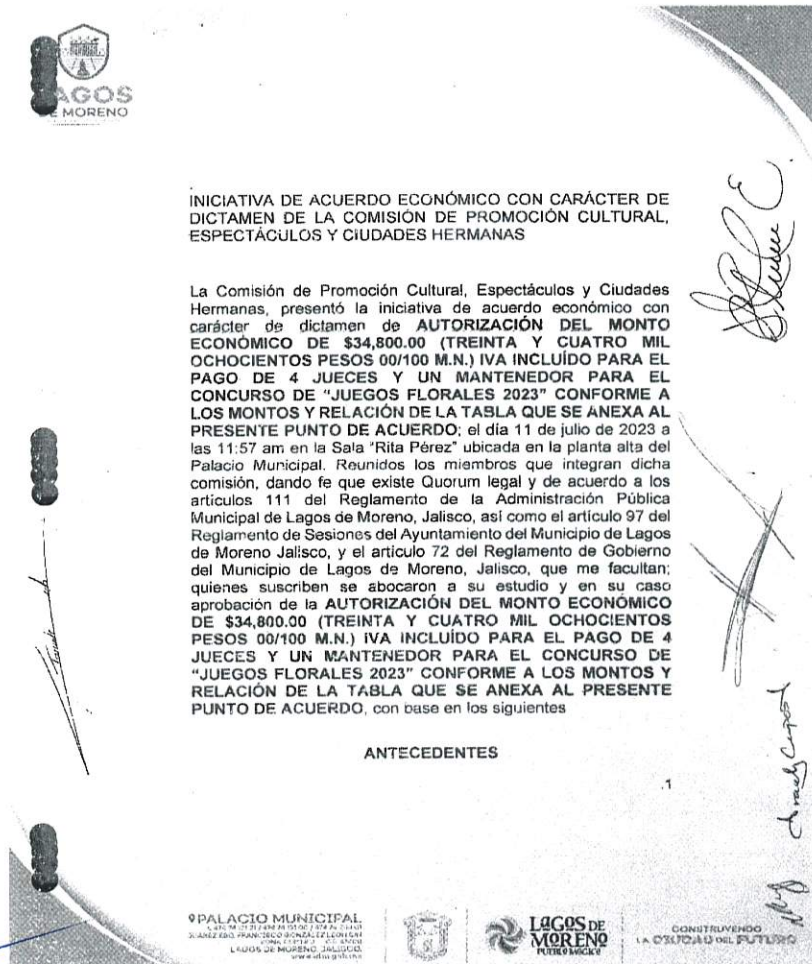 LAGOS
DE MORENO
INICIATIVA DE ACUERDO ECONÓMICO CON CARÁCTER DE
DICTAMEN DE LA COMISIÓN DE PROMOCIÓN CULTURAL,
ESPECTÁCULOS Y CIUDADES HERMANAS
La Comisión de Promoción Cultural, Espectáculos y Ciudades
Hermanas, presentó la iniciativa de acuerdo económico con
carácter de dictamen de AUTORIZACIÓN DEL MONTO
ECONÓMICO DE $34,800.00 (TREINTA Y CUATRO MIL
OCHOCIENTOS PESOS 00/100 M.N.) IVA INCLUÍDO PARA EL
PAGO DE 4 JUECES Y UN MANTENEDOR PARA EL
CONCURSO DE "JUEGOS FLORALES 2023" CONFORME A
LOS MONTOS Y RELACIÓN DE LA TABLA QUE SE ANEXA AL
PRESENTE PUNTO DE ACUERDO; el día 11 de julio de 2023 a
las 11:57 am en la Sala "Rita Pérez" ubicada en la planta alta del
Palacio Municipal. Reunidos los miembros que integran dicha
comisión, dando fe que existe Quorum legal y de acuerdo a los
artículos 111 del Reglamento de la Administración Pública
Municipal de Lagos de Moreno, Jalisco, así como el artículo 97 del
Reglamento de Sesiones del Ayuntamiento del Municipio de Lagos
de Moreno Jalisco, y el artículo 72 del Reglamento de Gobierno
del Municipio de Lagos de Moreno, Jalisco, que me facultan;
quienes suscriben se abocaron a su estudio y en su caso
aprobación de la AUTORIZACIÓN DEL MONTO ECONÓMICO
DE $34,800.00 (TREINTA Y CUATRO MIL OCHOCIENTOS
PESOS 00/100 M.N.) IVA INCLUÍDO PARA EL PAGO DE 4
JUECES Y UN MANTENEDOR PARA EL CONCURSO DE
"JUEGOS FLORALES 2023" CONFORME A LOS MONTOS Y
RELACIÓN DE LA TABLA QUE SE ANEXA AL PRESENTE
PUNTO DE ACUERDO, con base en los siguientes
ANTECEDENTES
.1
PALACIO MUNICIPAL
LAGOS DE MORENO, JALISCO.
LAGOS DE
MORENO
PUEBLO MÁGICO
CONSTRUYENDO
LA CIUDAD DEL FUTURO